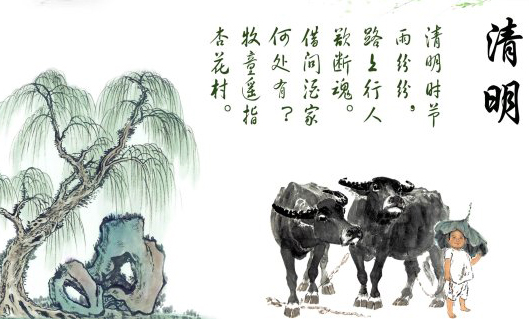 清明
清明时节
雨纷纷，
路上行人
欲断魂。
借问酒家
何处有？
牧童遥指
杏花村。